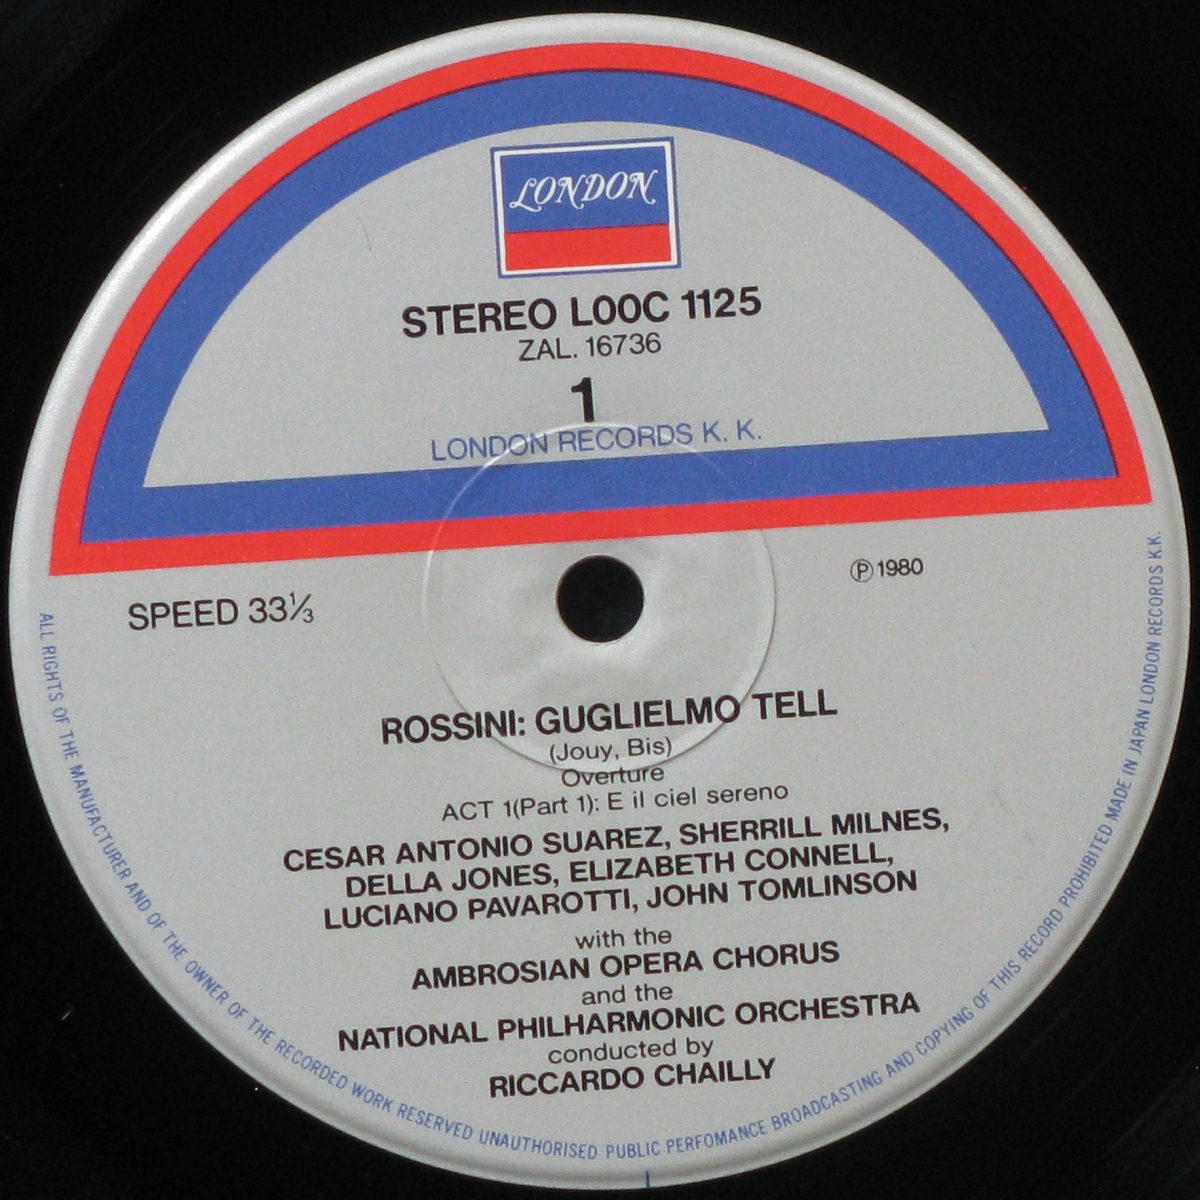 LONDON
STEREO L00C 1125
ZAL. 16736
1
LONDON RECORDS K. K.
SPEED 33⅓
Ⓟ 1980
ROSSINI: GUGLIELMO TELL
(Jouy, Bis)
Overture
ACT 1(Part 1): E il ciel sereno
CESAR ANTONIO SUAREZ, SHERRILL MILNES,
DELLA JONES, ELIZABETH CONNELL,
LUCIANO PAVAROTTI, JOHN TOMLINSON
with the
AMBROSIAN OPERA CHORUS
and the
NATIONAL PHILHARMONIC ORCHESTRA
conducted by
RICCARDO CHAILLY
ALL RIGHTS OF THE MANUFACTURER AND OF THE OWNER OF THE RECORDED WORK RESERVED UNAUTHORISED PUBLIC PERFOMANCE BROADCASTING AND COPYING OF THIS RECORD PROHIBITED MADE IN JAPAN LONDON RECORDS K.K.